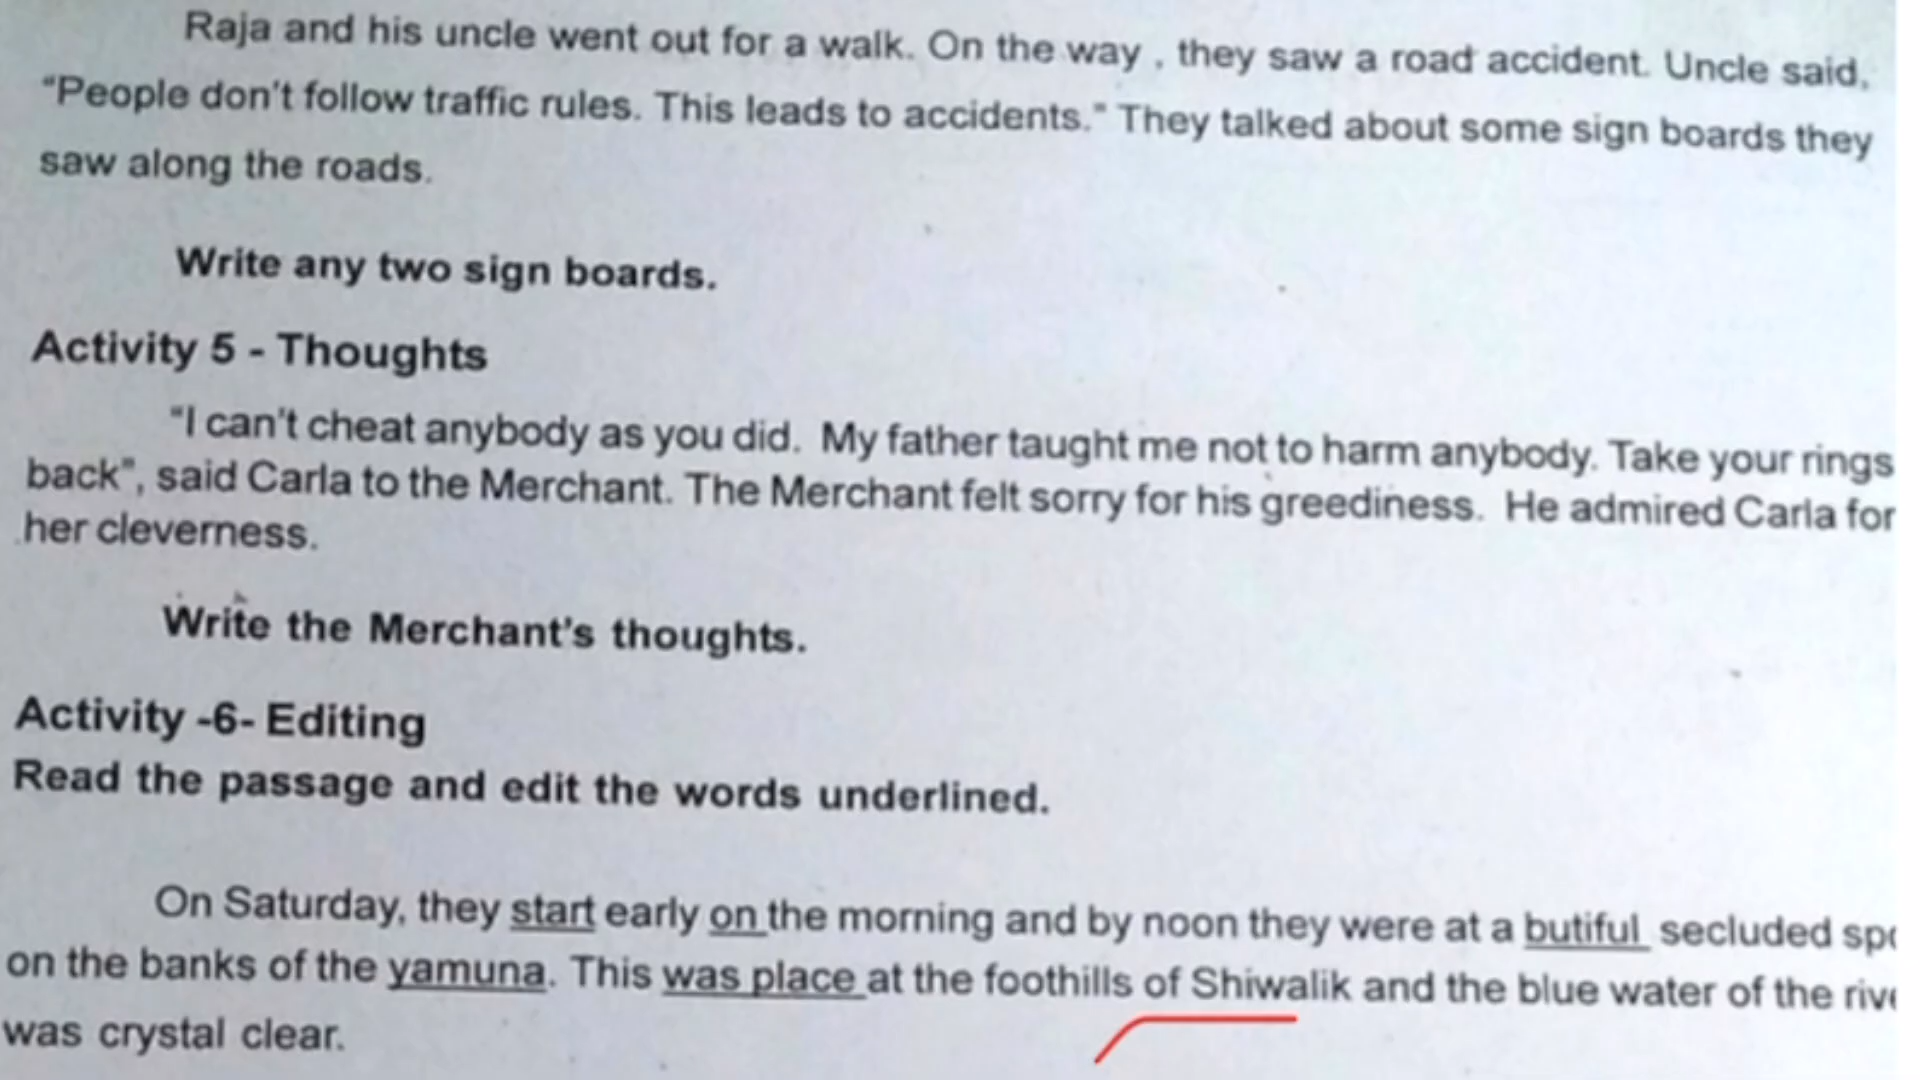 Raja and his uncle went out for a walk. On the way , they saw a road accident. Uncle said,
“People don't follow traffic rules. This leads to accidents.” They talked about some sign boards they
saw along the roads.
Write any two sign boards.
Activity 5 - Thoughts
“I can't cheat anybody as you did. My father taught me not to harm anybody. Take your rings
back”, said Carla to the Merchant. The Merchant felt sorry for his greediness. He admired Carla for
her cleverness.
Write the Merchant's thoughts.
Activity -6- Editing
Read the passage and edit the words underlined.
On Saturday, they start early on the morning and by noon they were at a butiful secluded
on the banks of the yamuna. This was place at the foothills of Shiwalik and the blue water of the
was crystal clear.